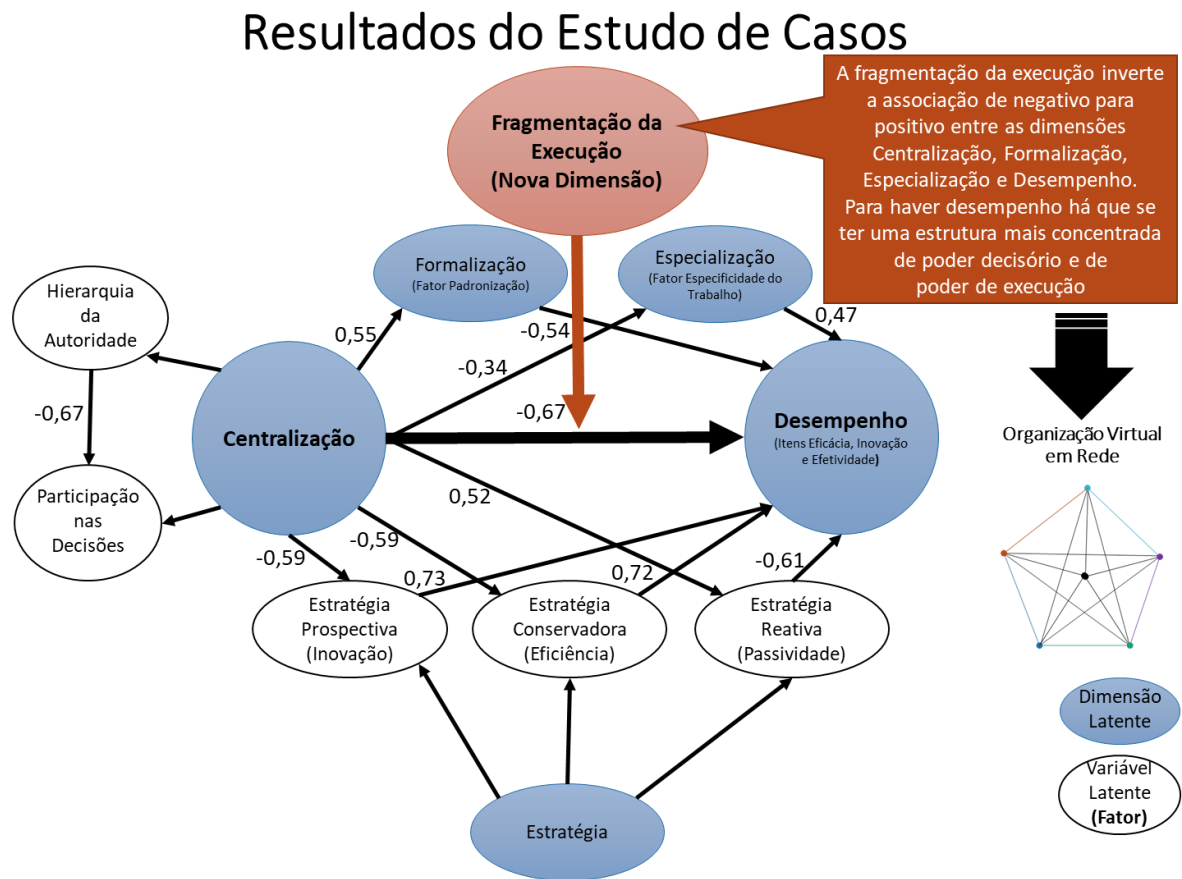 Resultados do Estudo de Casos
Fragmentação da
Execução
(Nova Dimensão)
A fragmentação da execução inverte
a associação de negativo para
positivo entre as dimensões
Centralização, Formalização,
Especialização e Desempenho.
Para haver desempenho há que se
ter uma estrutura mais concentrada
de poder decisório e de
poder de execução
Formalização
(Fator Padronização)
Especialização
(Fator Especificidade do
Trabalho)
Hierarquia
da
Autoridade
0,55
-0,54
0,47
-0,34
-0,67
-0,67
Centralização
Desempenho
(Itens Eficácia, Inovação
e Efetividade)
Organização Virtual
em Rede
Participação
nas
Decisões
0,52
-0,59
-0,59
0,73
0,72
-0,61
Estratégia
Prospectiva
(Inovação)
Estratégia
Conservadora
(Eficiência)
Estratégia
Reativa
(Passividade)
Dimensão
Latente
Variável
Latente
(Fator)
Estratégia